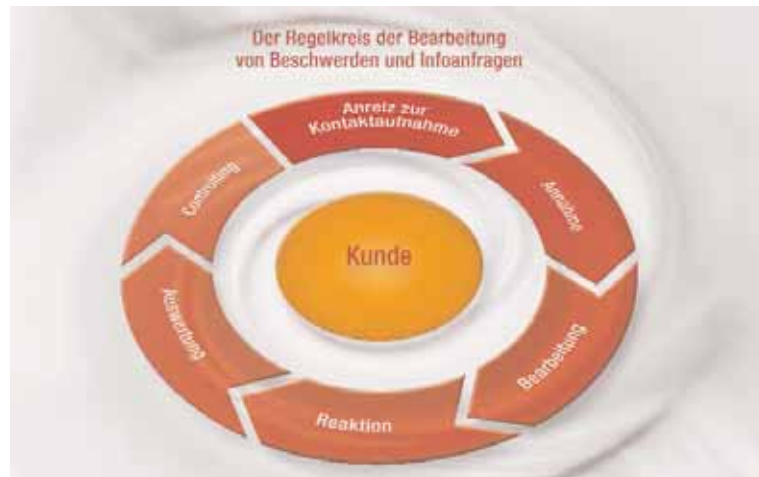 Der Regelkreis der Bearbeitung
von Beschwerden und Infoanfragen
Anreiz zur
Kontaktaufnahme
Annahme
Bearbeitung
Reaktion
Auswertung
Controlling
Kunde